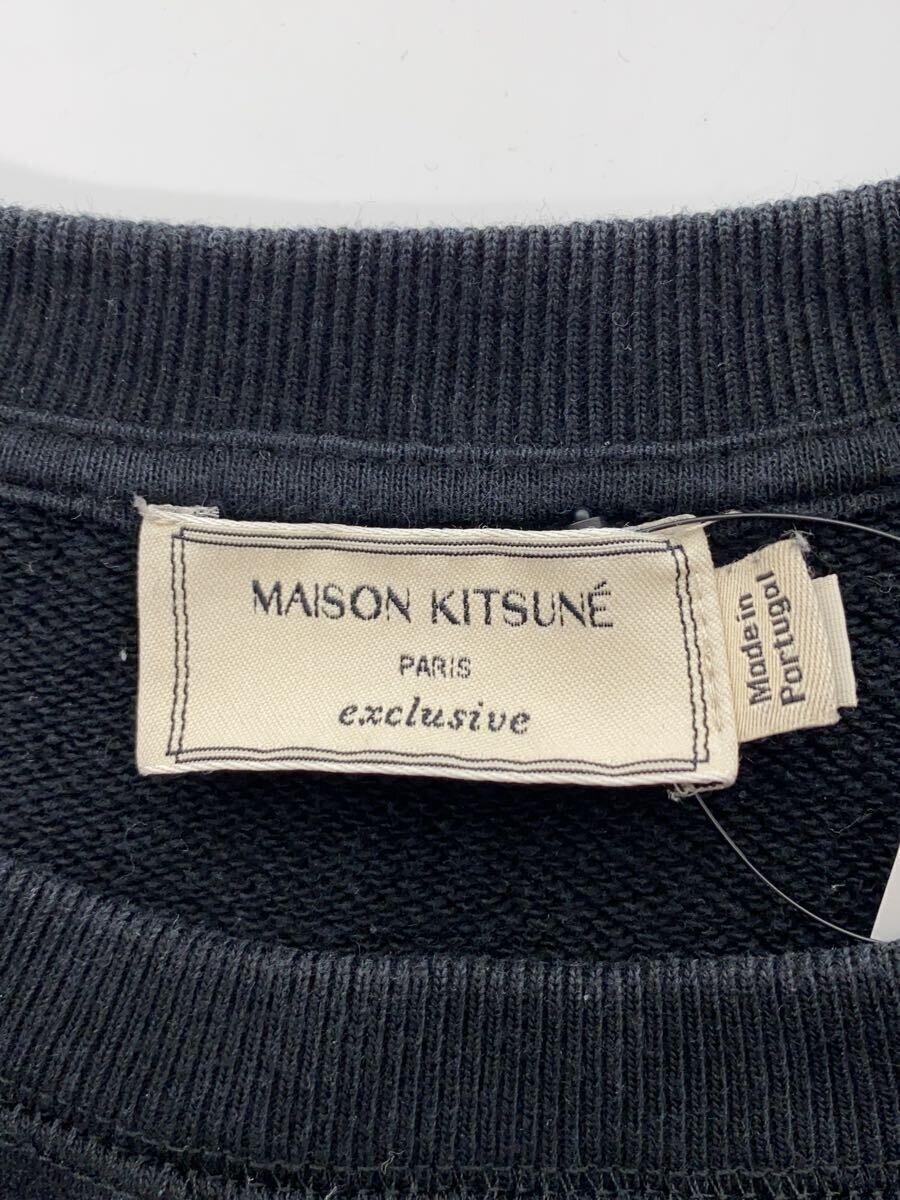 MAISON KITSUNÉ
PARIS
exclusive
Made in
Portugal